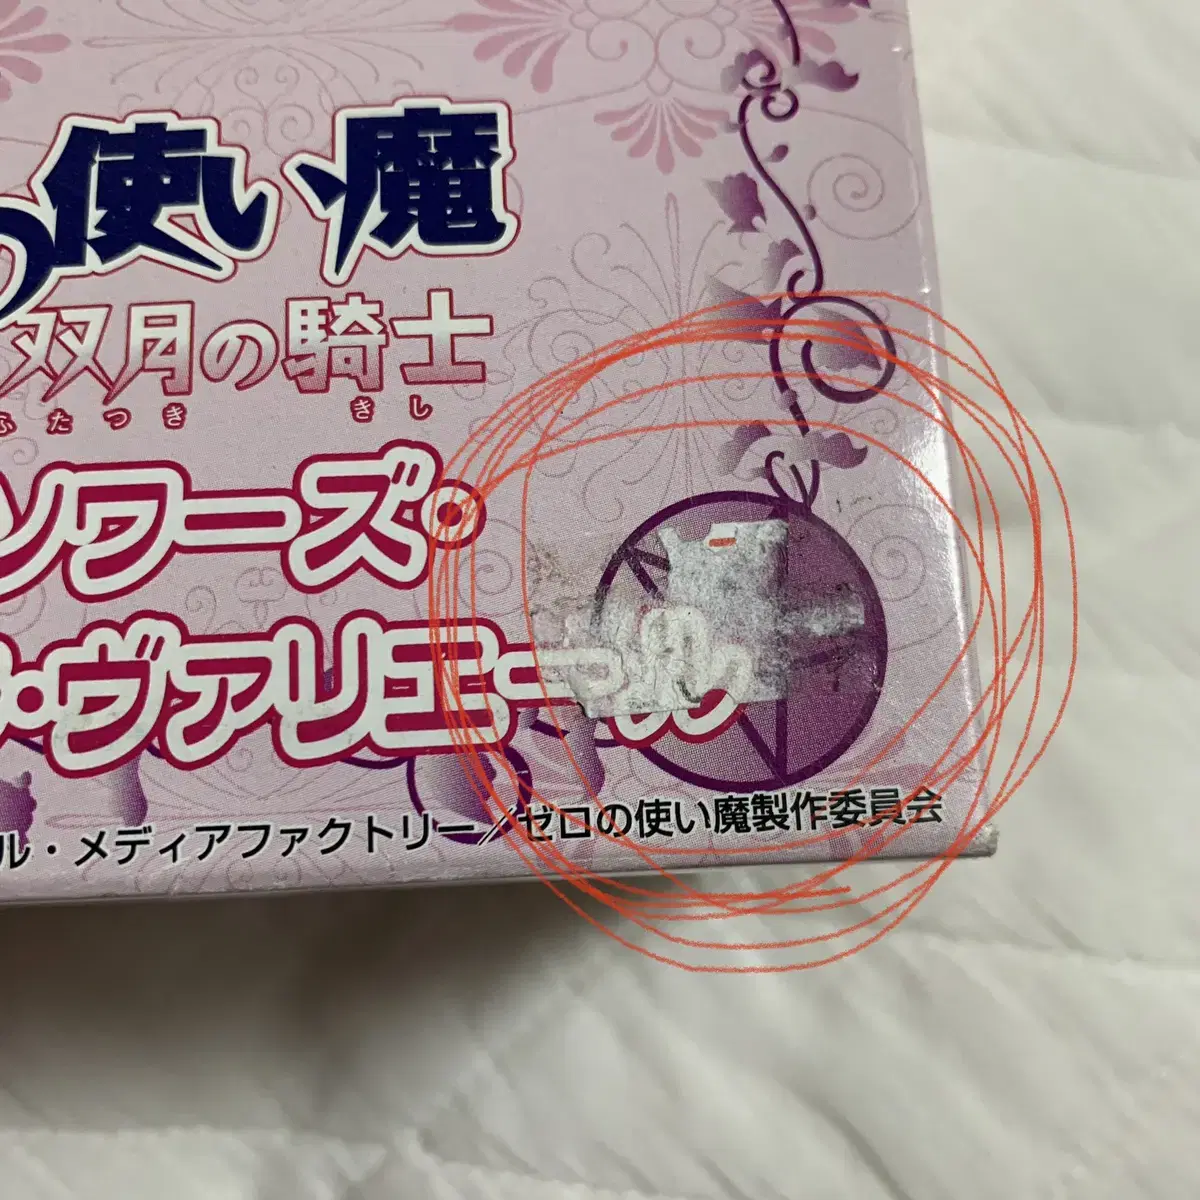 の使い魔
双月の騎士
ふたつき きし
ソワーズ・
・ヴァリエール
ル・メディアファクトリー／ゼロの使い魔製作委員会